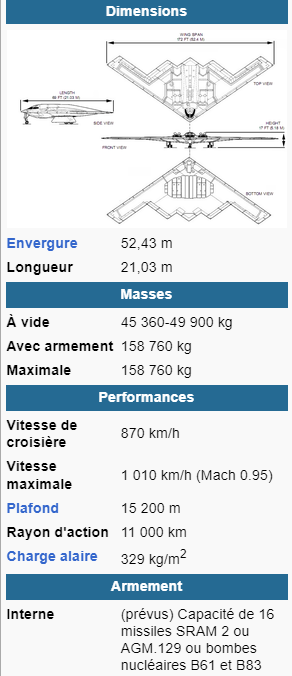 Dimensions
WING SPAN
172 FT (52.4 M)
TOP VIEW
LENGTH
69 FT (21.03 M)
SIDE VIEW
HEIGHT
17 FT (5.18 M)
FRONT VIEW
BOTTOM VIEW
Envergure 52,43 m
Longueur 21,03 m
Masses
À vide 45 360-49 900 kg
Avec armement 158 760 kg
Maximale 158 760 kg
Performances
Vitesse de
croisière 870 km/h
Vitesse
maximale 1 010 km/h (Mach 0.95)
Plafond 15 200 m
Rayon d'action 11 000 km
Charge alaire 329 kg/m²
Armement
Interne (prévus) Capacité de 16
missiles SRAM 2 ou
AGM.129 ou bombes
nucléaires B61 et B83